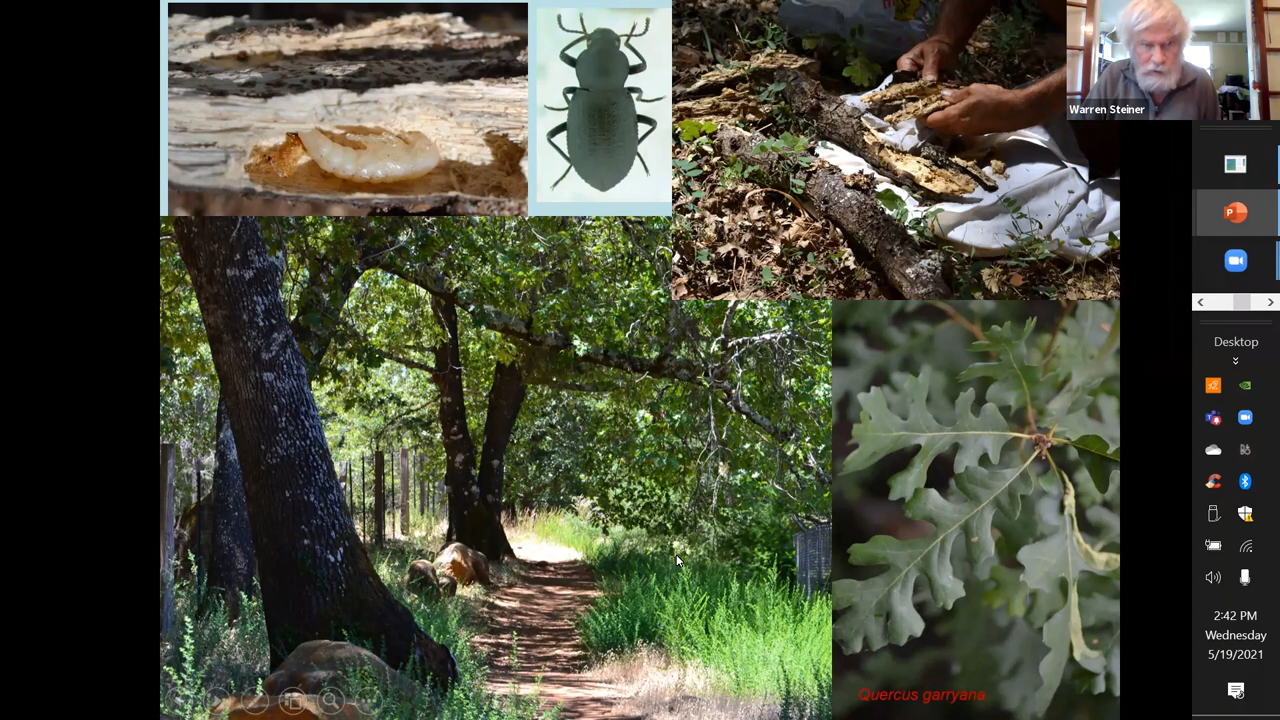 Warren Steiner
Desktop
2:42 PM
Wednesday
5/19/2021
Quercus garryana